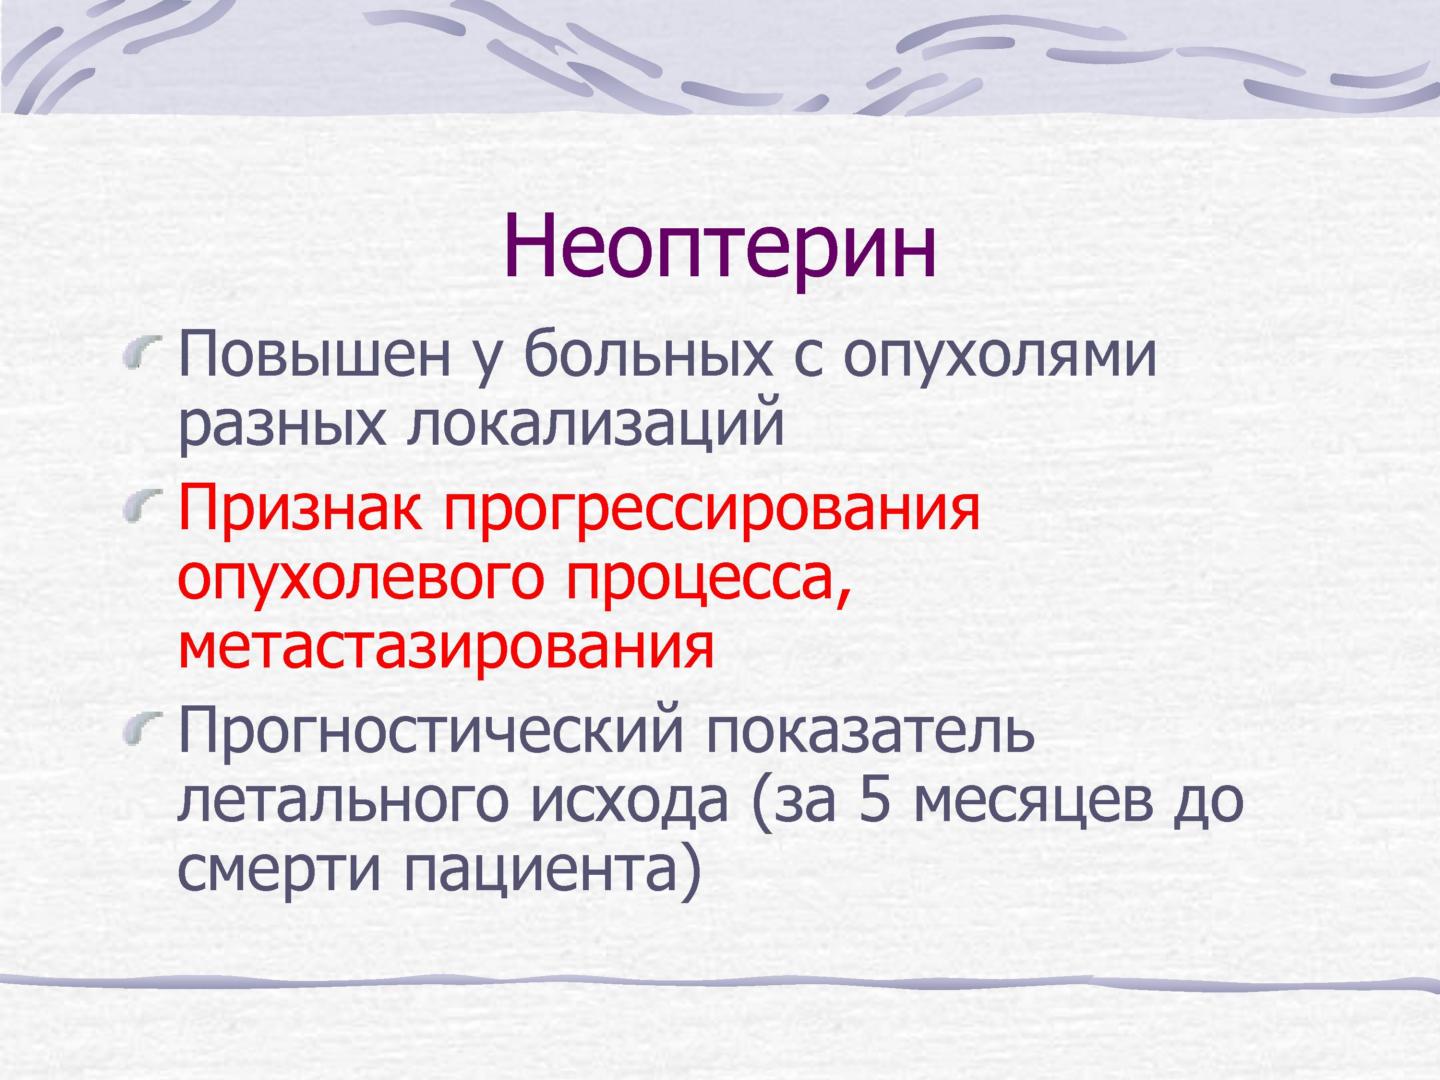 Неоптерин
Повышен у больных с опухолями
разных локализаций
Признак прогрессирования
опухолевого процесса,
метастазирования
Прогностический показатель
летального исхода (за 5 месяцев до
смерти пациента)